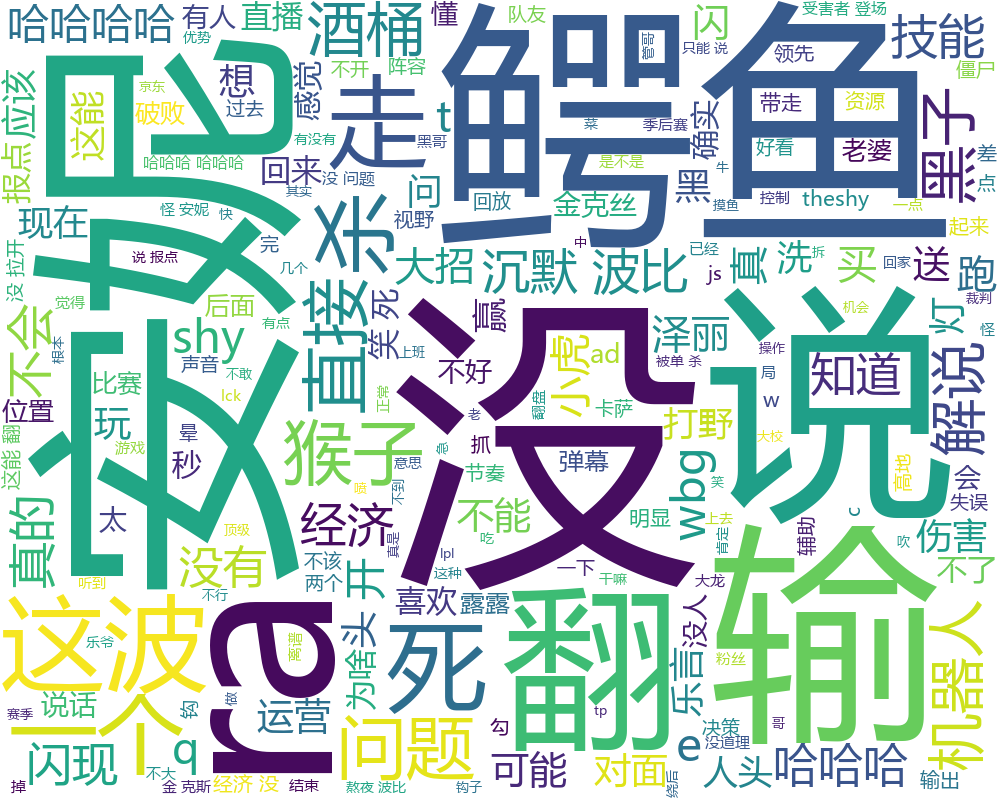 哈哈哈哈
有人
优势
直播
酒桶
懂
队友
闪
受害者 登场
技能
鳄鱼
管哥
只能 说
领先
僵尸
不开
阵容
想
感觉
这能
京东
破败
过去
t
走
带走
资源
黑子
报点
应该
妮
有没有
黑哥
菜
季后赛
确实
好看
老婆
差
点
哈哈哈 哈哈哈
没 问题
是不是
回来
其实
问
视野
回放
金克丝
黑
牛
摸鱼
控制
theshy
一点
起来
怪 安妮
快
现在
完
说 报点
几个
杀
中
已经
一
没 拉开
大招
沉默
波比
js
真
洗
拆
买
回家
送
裁判
跑
觉得
后面
有点
直接
笑 死
赢
机会
怪
不会
shy
没
小虎
ad
泽丽
说
灯
根本
声音
上班
不好
被单 杀
操作
比赛
不敢
lck
正常
老
翻盘
卡萨
局
w
知道
解说
位置
玩
安
猴子
打野
大校
这能 翻
游戏
晕
秒
急
抓
意思
节奏
弹幕
wbg
笑
高地
会
失误
真的
太
顶级
喷
不到
不能
明显
上去
c
吹
伤害
没有
经济
真是
吃
肯定
辅助
听到
不行
不该
两个
开
lpl
这种
一下
干嘛
大龙
不了
这波
ra
喜欢
露露
翻
没人
输
机器人
乐爷
离谱
为啥
头
死
乐言
粉丝
一个
说话
钩
做
运营
问题
勾
tp
决策
哥
赛季
闪现
q
可能
对面
e
没道理
人头
哈哈哈
掉
不大
金 克斯
经济 没
结束
熬夜 波比
钩子
绕后
输出